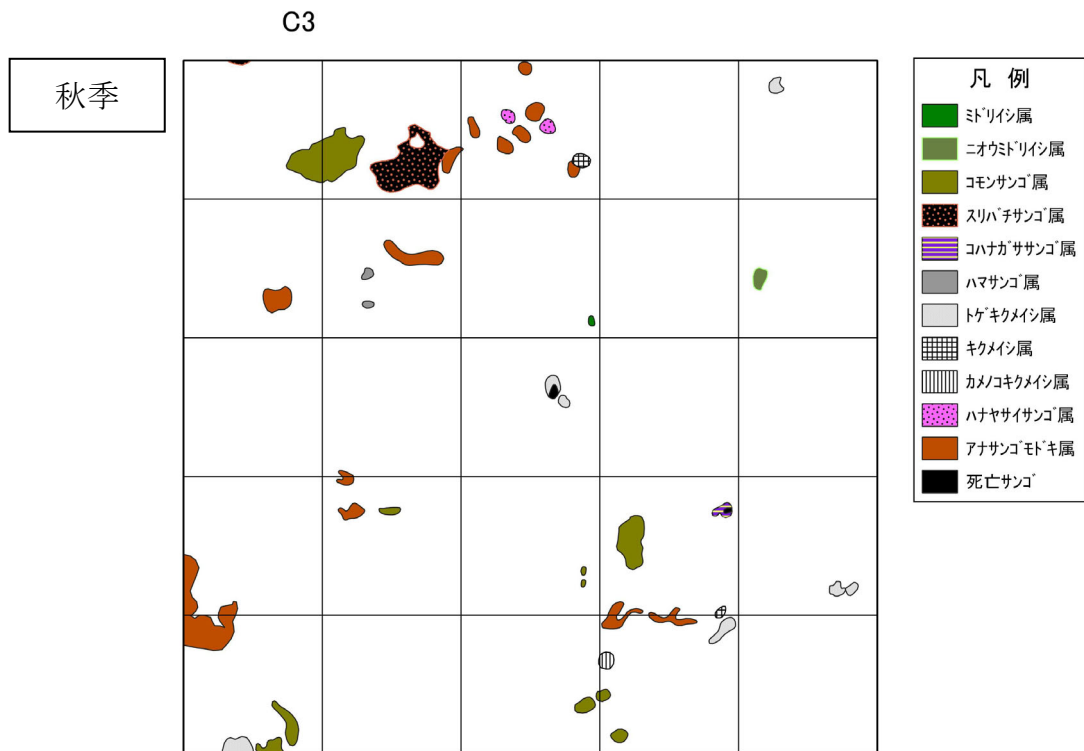 C3
秋季
凡 例
ミドリイシ属
ニオウミドリイシ属
コモンサンゴ属
スリバチサンゴ属
コハナガササンゴ属
ハマサンゴ属
トゲキクメイシ属
キクメイシ属
カメノコキクメイシ属
ハナヤサイサンゴ属
アナサンゴモドキ属
死亡サンゴ